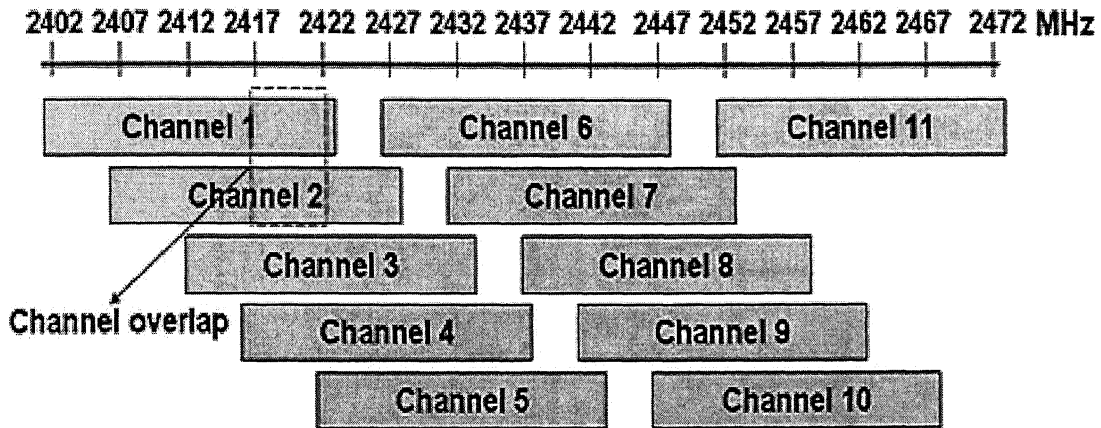 2402 2407 2412 2417 2422 2427 2432 2437 2442 2447 2452 2457 2462 2467 2472 MHz
Channel 1 Channel 6 Channel 11
Channel 2 Channel 7
Channel 3 Channel 8
Channel overlap
Channel 4 Channel 9
Channel 5 Channel 10